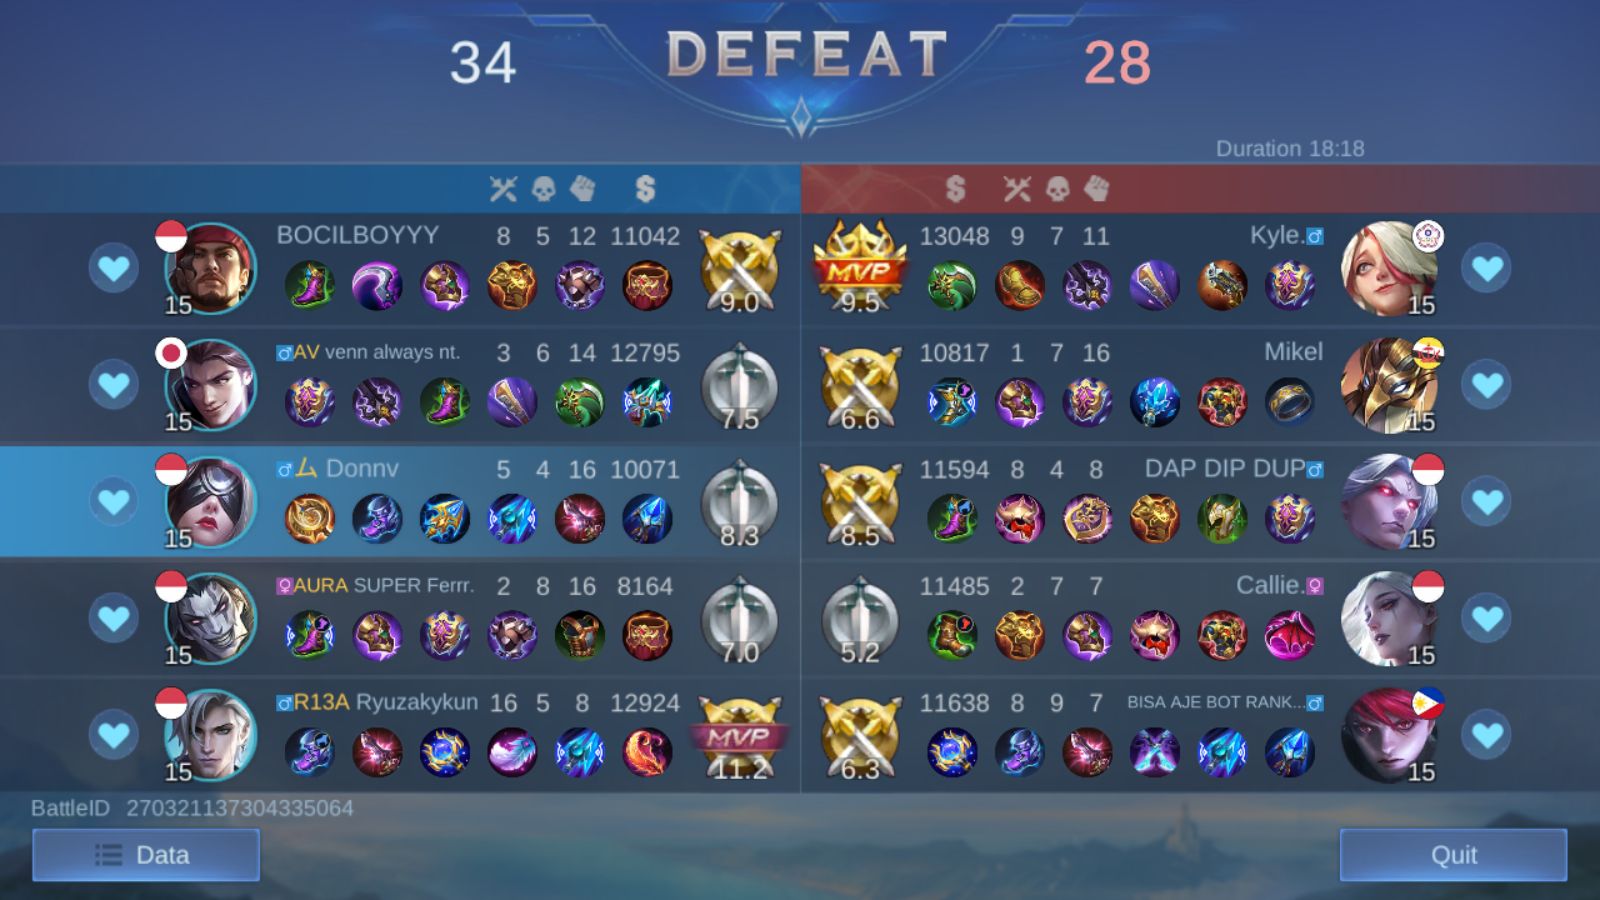 34 DEFEAT 28
Duration 18:18
BOCILBOYYY 8 5 12 11042
15 9.0
MVP 13048 9 7 11 Kyle.
9.5 15
AV venn always nt. 3 6 14 12795
15 7.5
10817 1 7 16 Mikel
6.6 15
ム Donnv 5 4 16 10071
15 8.3
11594 8 4 8 DAP DIP DUP
8.5 15
AURA SUPER Ferrr. 2 8 16 8164
15 7.0
11485 2 7 7 Callie.
5.2 15
R13A Ryuzakykun 16 5 8 12924
15 MVP 11.2
11638 8 9 7 BISA AJE BOT RANK...
6.3 15
BattleID 270321137304335064
Data Quit